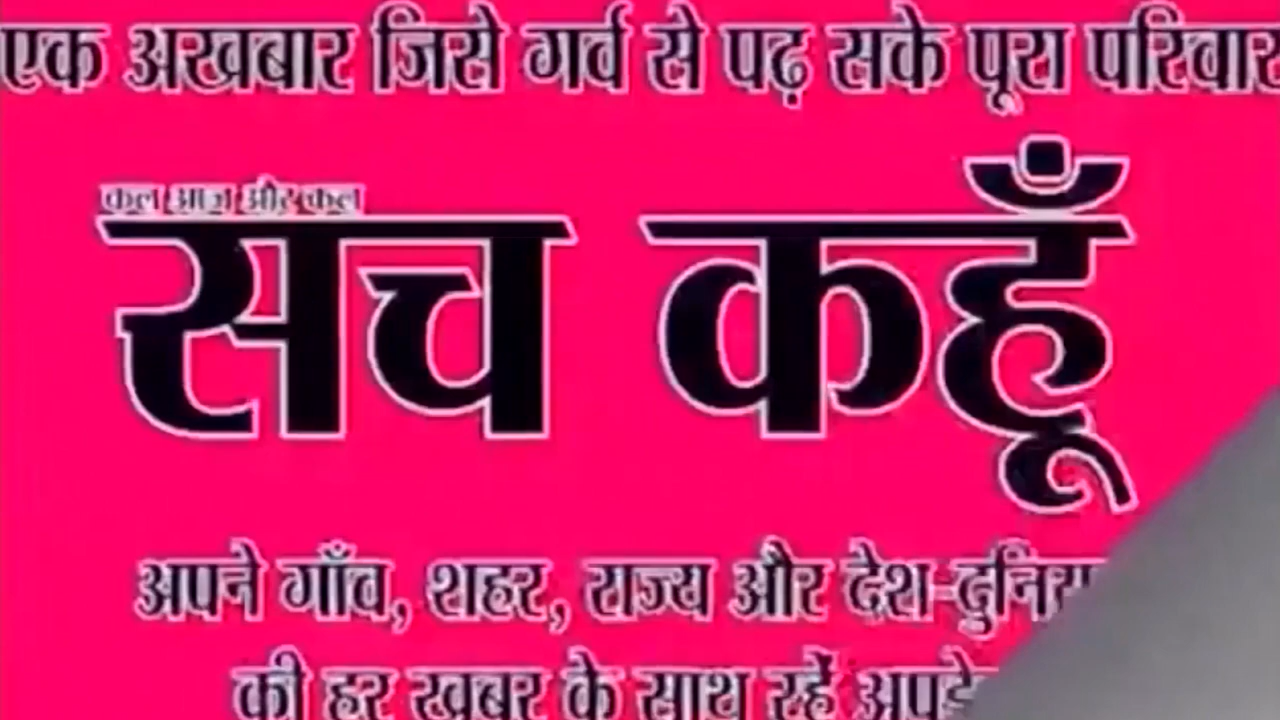 एक अखबार जिसे गर्व से पढ़ सके पूरा परिवार
कल आज और कल
सच कहूँ
अपने गाँव, शहर, राज्य और देश-दुनिया
की हर खबर के साथ रहें